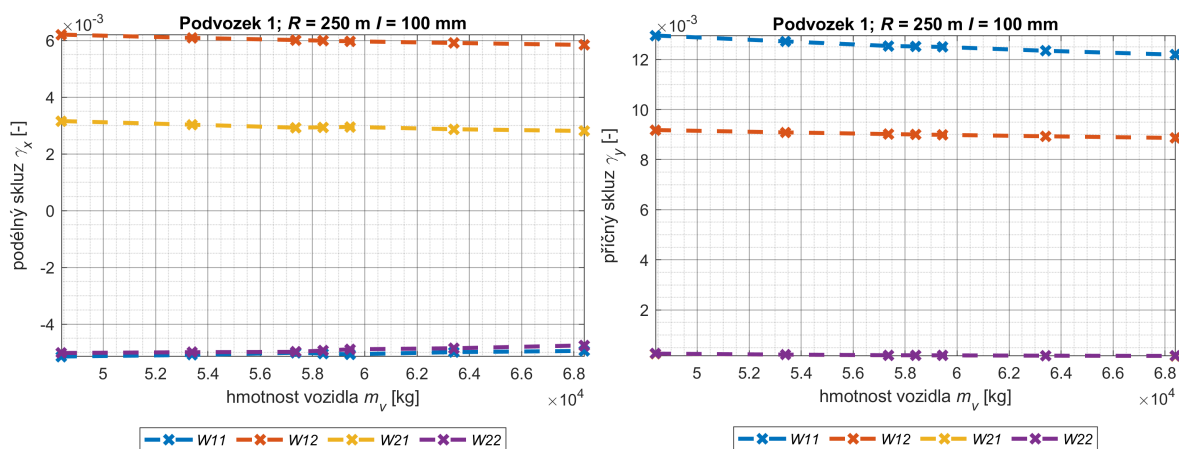 ×10⁻³
Podvozek 1; R = 250 m I = 100 mm
6
4
2
0
-2
-4
podélný skluz γx [-]
5 5.2 5.4 5.6 5.8 6 6.2 6.4 6.6 6.8
hmotnost vozidla mv [kg]
×10⁴
W11 W12 W21 W22
×10⁻³
Podvozek 1; R = 250 m I = 100 mm
12
10
8
6
4
2
příčný skluz γy [-]
5 5.2 5.4 5.6 5.8 6 6.2 6.4 6.6 6.8
hmotnost vozidla mv [kg]
×10⁴
W11 W12 W21 W22